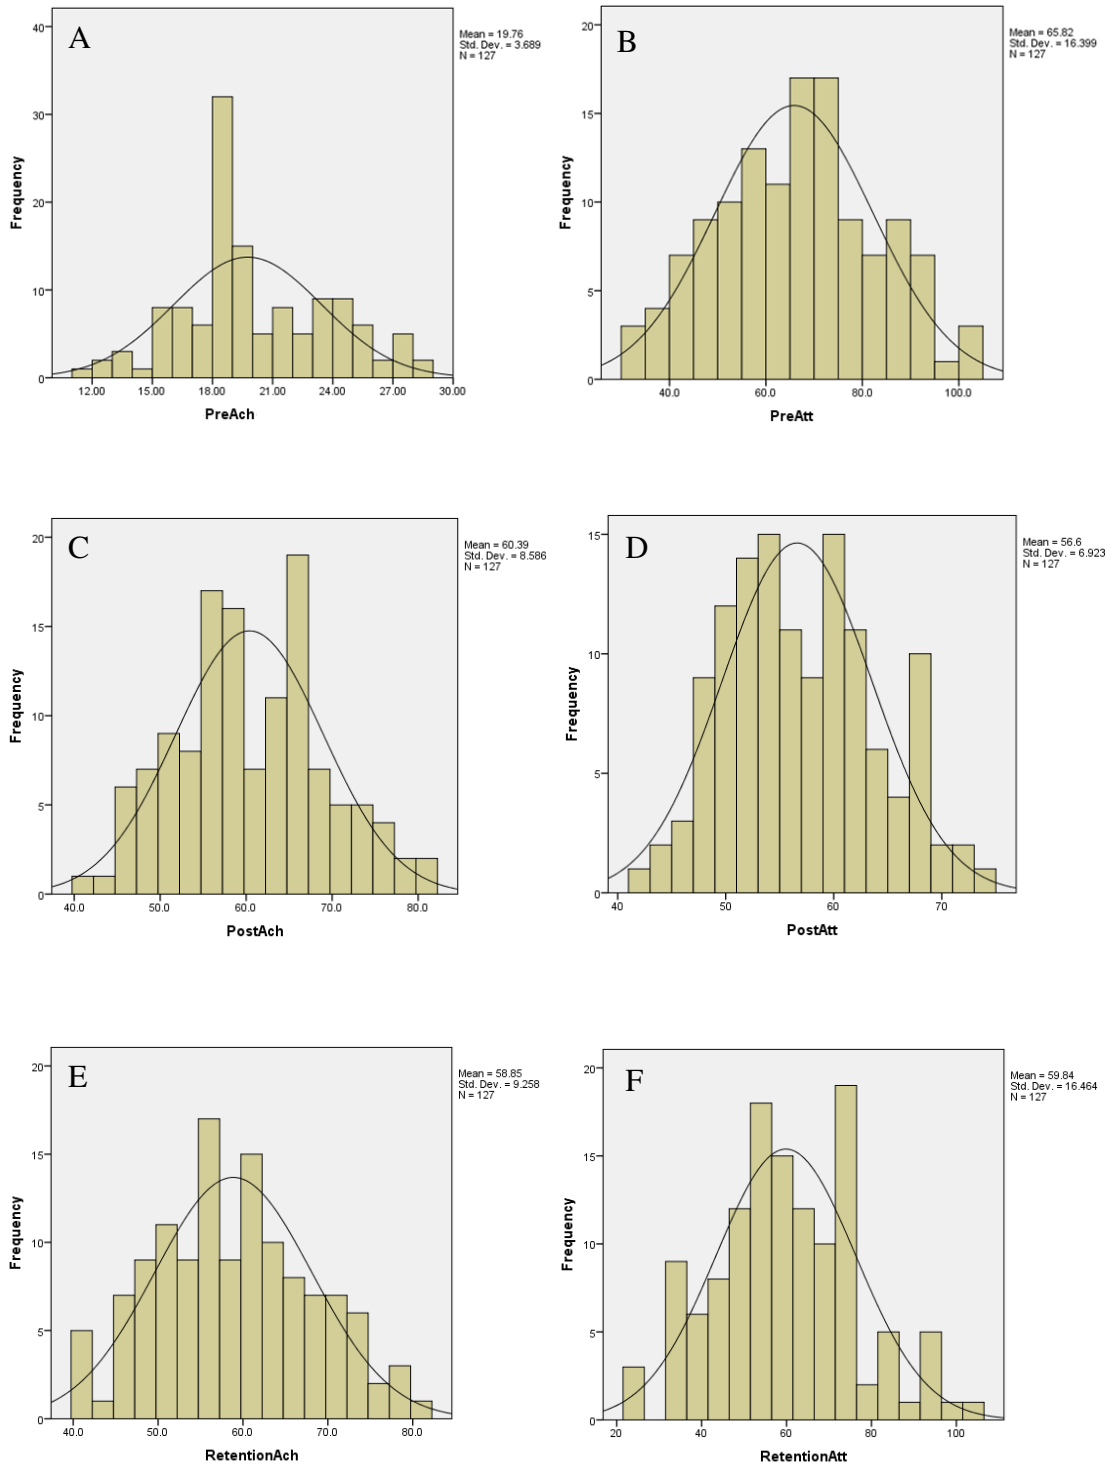 A
Mean = 19.76
Std. Dev. = 3.689
N = 127
40
30
20
10
0
Frequency
12.00 15.00 18.00 21.00 24.00 27.00 30.00
PreAch
B
Mean = 65.82
Std. Dev. = 16.399
N = 127
20
15
10
5
0
Frequency
40.0 60.0 80.0 100.0
PreAtt
C
Mean = 60.39
Std. Dev. = 8.586
N = 127
20
15
10
5
0
Frequency
40.0 50.0 60.0 70.0 80.0
PostAch
D
Mean = 56.6
Std. Dev. = 6.923
N = 127
15
10
5
0
Frequency
40 50 60 70
PostAtt
E
Mean = 58.85
Std. Dev. = 9.258
N = 127
20
15
10
5
0
Frequency
40.0 50.0 60.0 70.0 80.0
RetentionAch
F
Mean = 59.84
Std. Dev. = 16.464
N = 127
20
15
10
5
0
Frequency
20 40 60 80 100
RetentionAtt